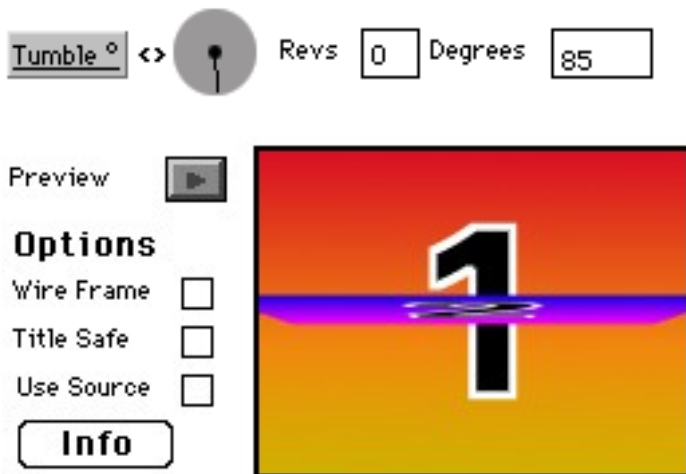 Tumble ° <> Revs 0 Degrees 85
Preview
Options
Wire Frame
Title Safe
Use Source
Info
1